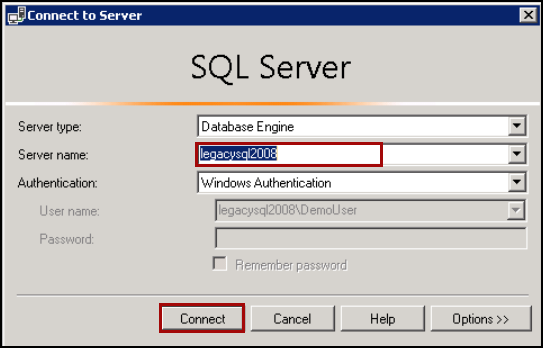 Connect to Server
SQL Server
Server type: Database Engine
Server name: legacysql2008
Authentication: Windows Authentication
User name: legacysql2008\DemoUser
Password:
Remember password
Connect Cancel Help Options >>